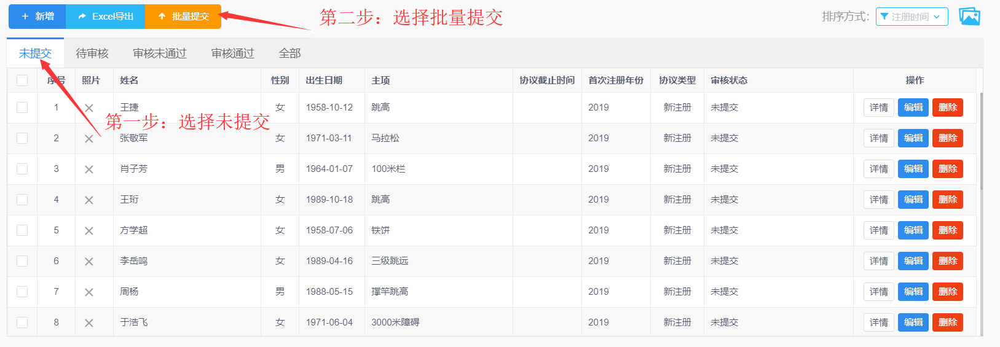 新增 Excel导出 批量提交 第二步：选择批量提交 排序方式: 注册时间
未提交 待审核 审核未通过 审核通过 全部
序号 照片 姓名 性别 出生日期 主项 协议截止时间 首次注册年份 协议类型 审核状态 操作
1 王捷 女 1958-10-12 跳高 2019 新注册 未提交 详情 编辑 删除
第一步：选择未提交
2 张敬军 女 1971-03-11 马拉松 2019 新注册 未提交 详情 编辑 删除
3 肖子芳 男 1964-01-07 100米栏 2019 新注册 未提交 详情 编辑 删除
4 王珩 女 1989-10-18 跳高 2019 新注册 未提交 详情 编辑 删除
5 方学超 女 1958-07-06 铁饼 2019 新注册 未提交 详情 编辑 删除
6 李岳鸣 女 1989-04-16 三级跳远 2019 新注册 未提交 详情 编辑 删除
7 周杨 男 1988-05-15 撑竿跳高 2019 新注册 未提交 详情 编辑 删除
8 于浩飞 女 1971-06-04 3000米障碍 2019 新注册 未提交 详情 编辑 删除